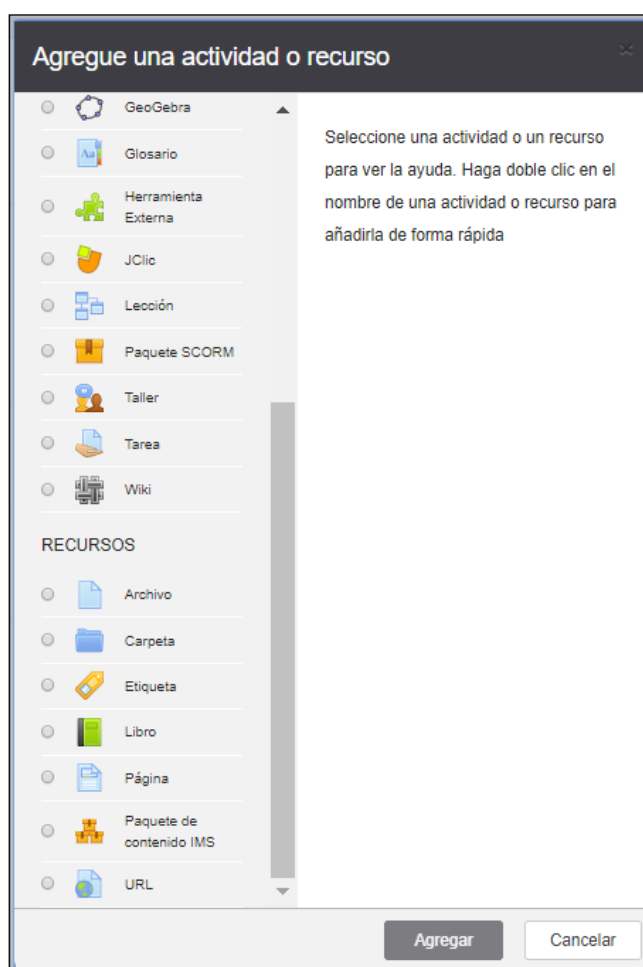 Agregue una actividad o recurso
GeoGebra
Glosario
Herramienta
Externa
JClic
Lección
Paquete SCORM
Taller
Tarea
Wiki
RECURSOS
Archivo
Carpeta
Etiqueta
Libro
Página
Paquete de
contenido IMS
URL
Seleccione una actividad o un recurso
para ver la ayuda. Haga doble clic en el
nombre de una actividad o recurso para
añadirla de forma rápida
Agregar
Cancelar